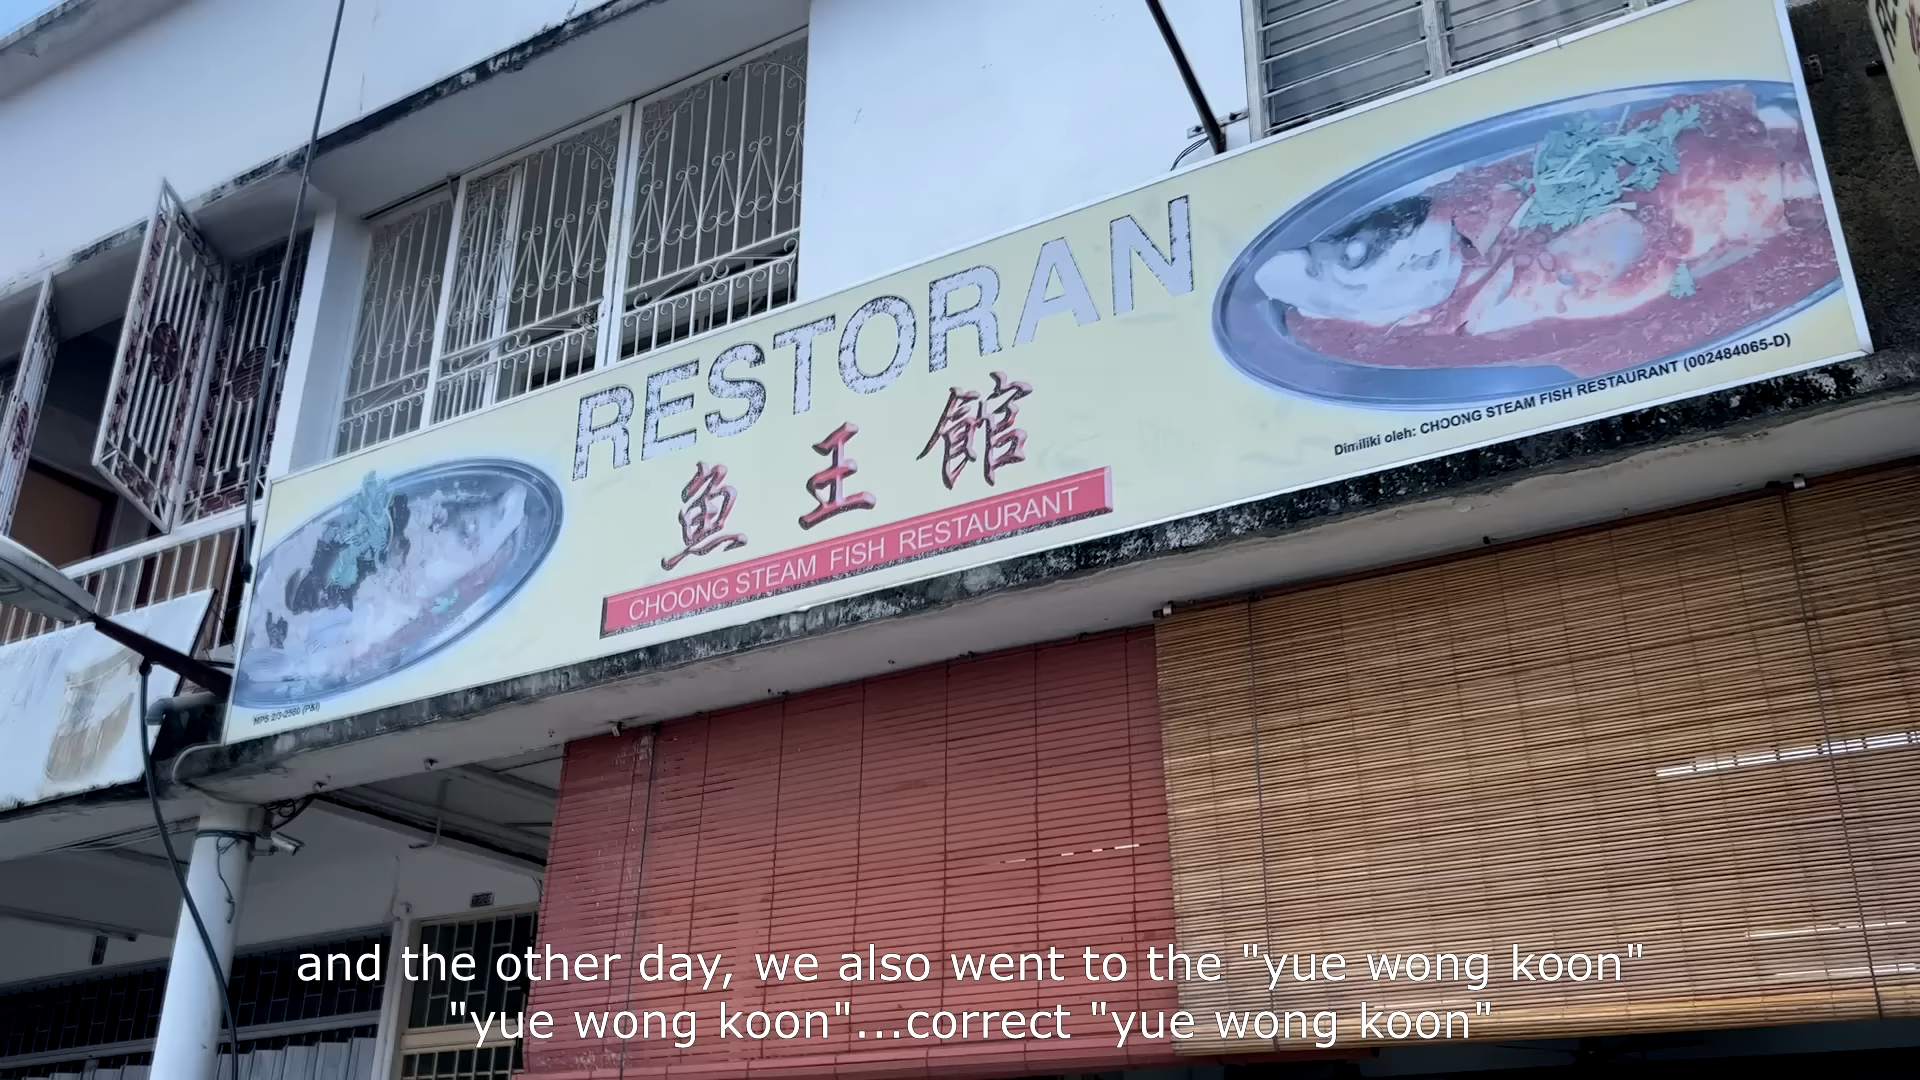 RESTORAN
魚王館
CHOONG STEAM FISH RESTAURANT
Dimiliki oleh: CHOONG STEAM FISH RESTAURANT (002484065-D)
and the other day, we also went to the "yue wong koon"
"yue wong koon"...correct "yue wong koon"